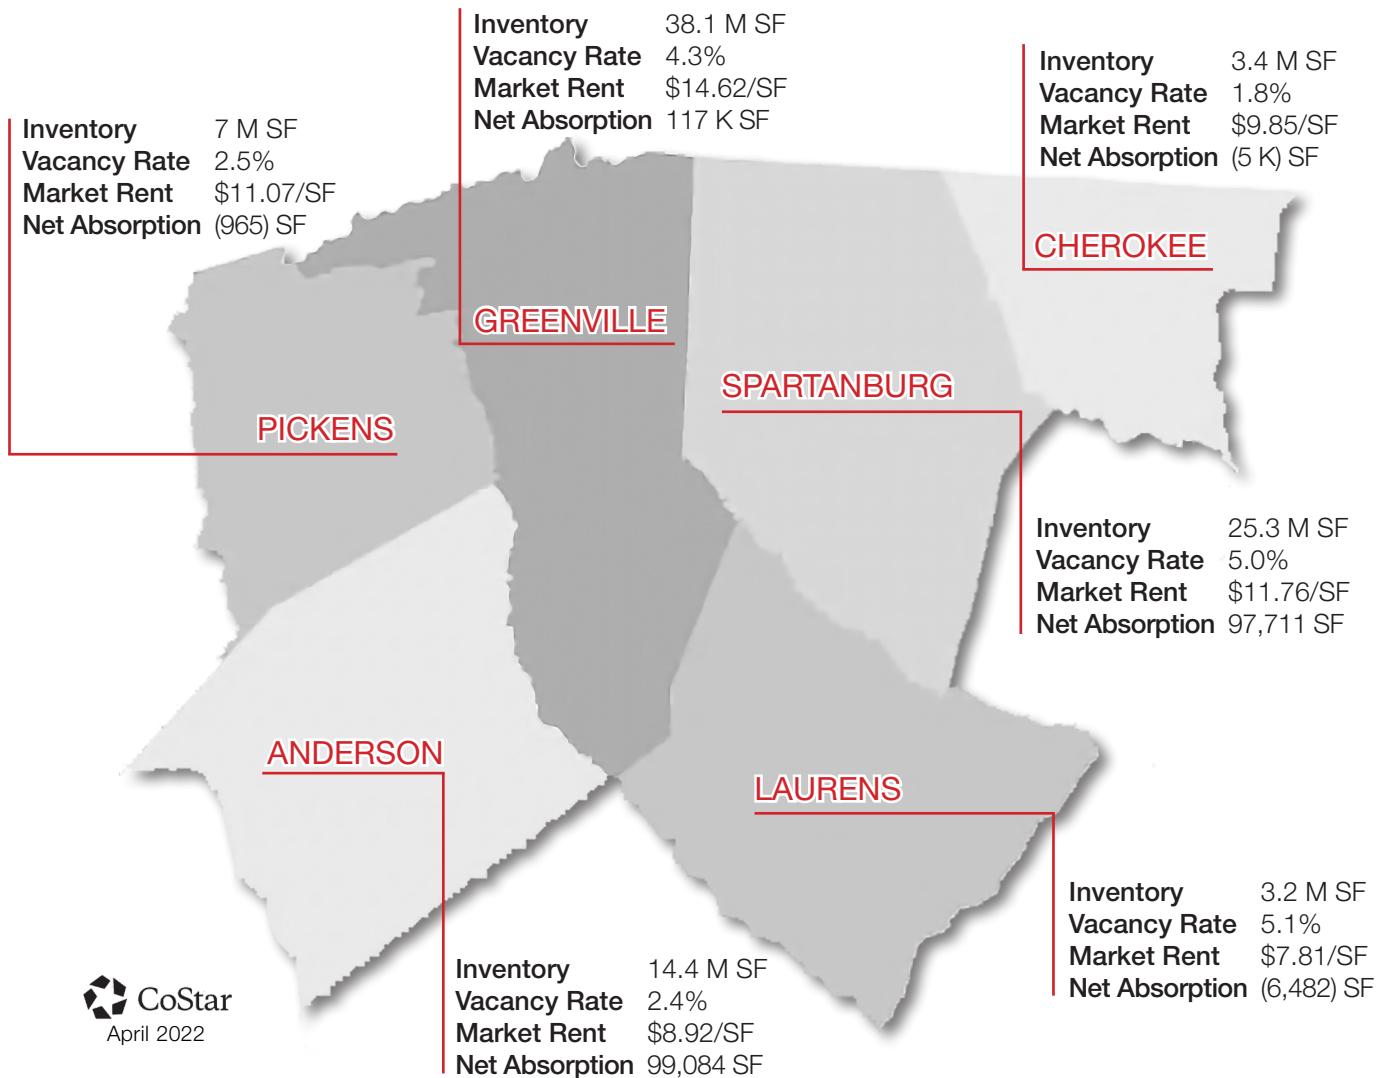 Inventory 38.1 M SF
Vacancy Rate 4.3%
Market Rent $14.62/SF
Net Absorption 117 K SF
Inventory 3.4 M SF
Vacancy Rate 1.8%
Market Rent $9.85/SF
Net Absorption (5 K) SF
Inventory 7 M SF
Vacancy Rate 2.5%
Market Rent $11.07/SF
Net Absorption (965) SF
CHEROKEE
GREENVILLE
SPARTANBURG
PICKENS
Inventory 25.3 M SF
Vacancy Rate 5.0%
Market Rent $11.76/SF
Net Absorption 97,711 SF
ANDERSON
LAURENS
Inventory 3.2 M SF
Vacancy Rate 5.1%
Market Rent $7.81/SF
Net Absorption (6,482) SF
Inventory 14.4 M SF
Vacancy Rate 2.4%
Market Rent $8.92/SF
Net Absorption 99,084 SF
CoStar
April 2022